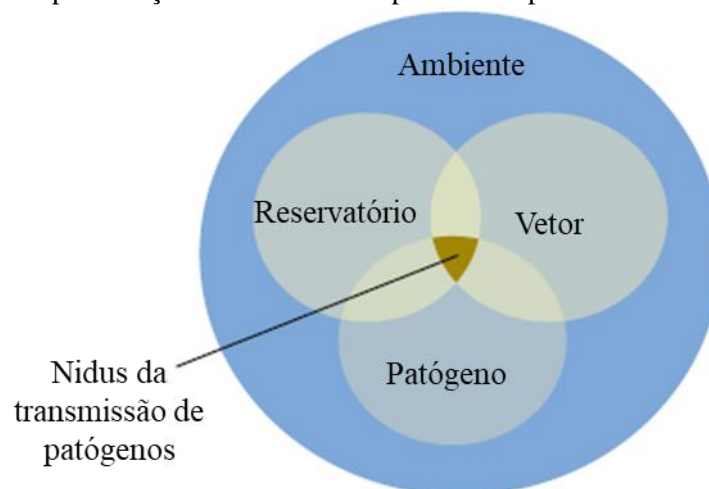 Ambiente
Reservatório
Vetor
Patógeno
Nidus da
transmissão de
patógenos